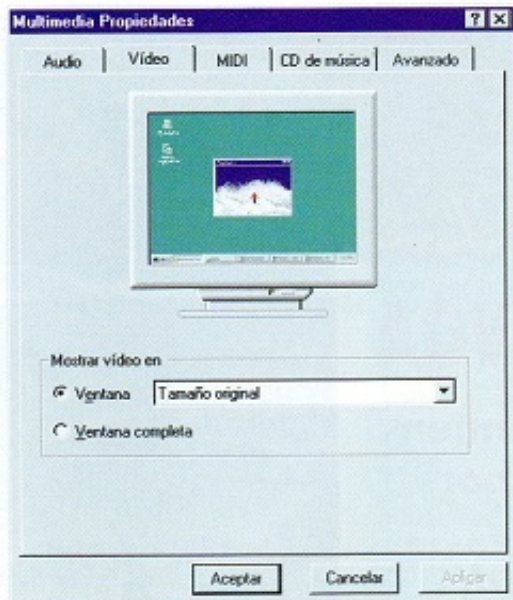 Multimedia Propiedades
Audio
Vídeo
MIDI
CD de música
Avanzado
Mostrar vídeo en
Ventana
Tamaño original
Ventana completa
Aceptar
Cancelar
Aplicar